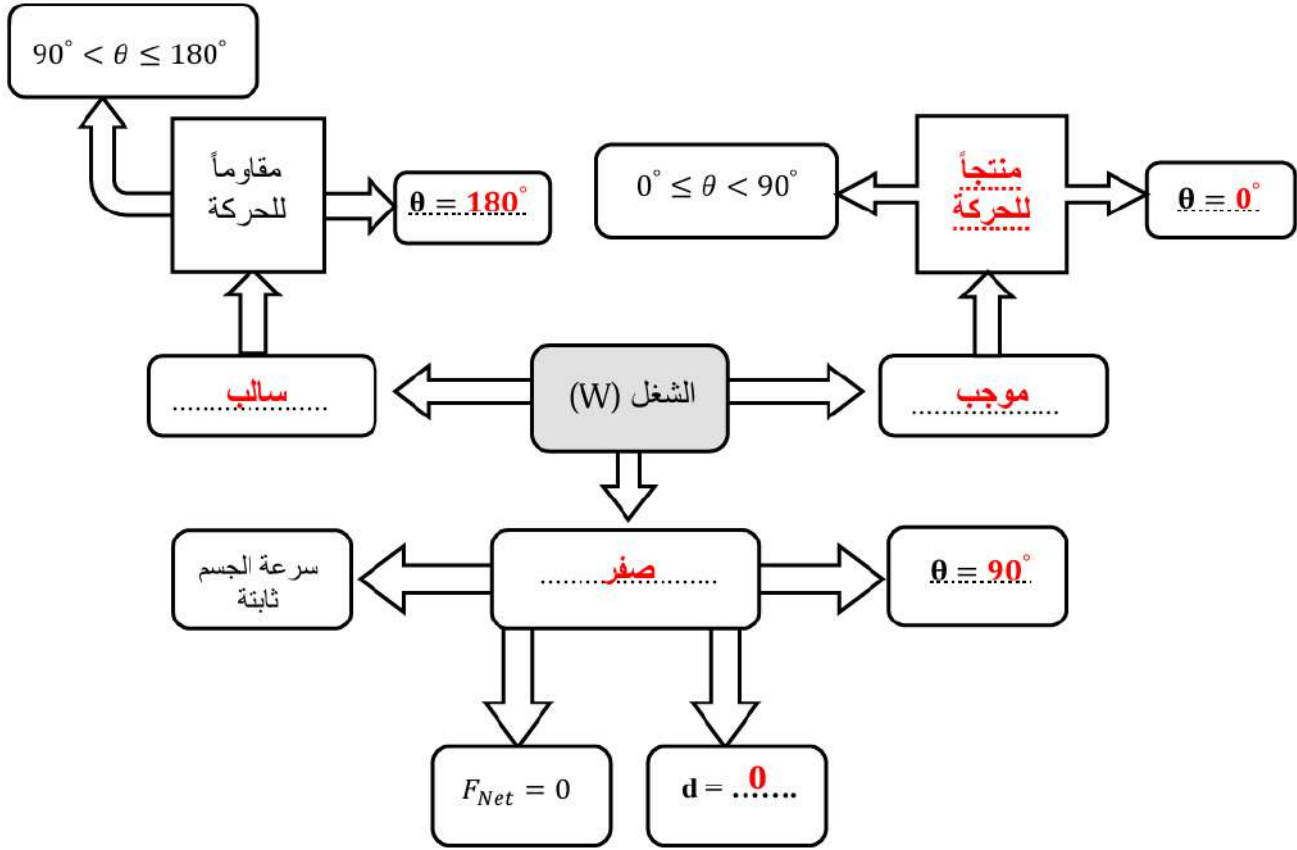 90° < θ ≤ 180°
مقاوماً
للحركة
θ = 180°
0° ≤ θ < 90°
منتجاً
للحركة
θ = 0°
سالب
الشغل (W)
موجب
سرعة الجسم
ثابتة
صفر
θ = 90°
F_Net = 0
d = 0